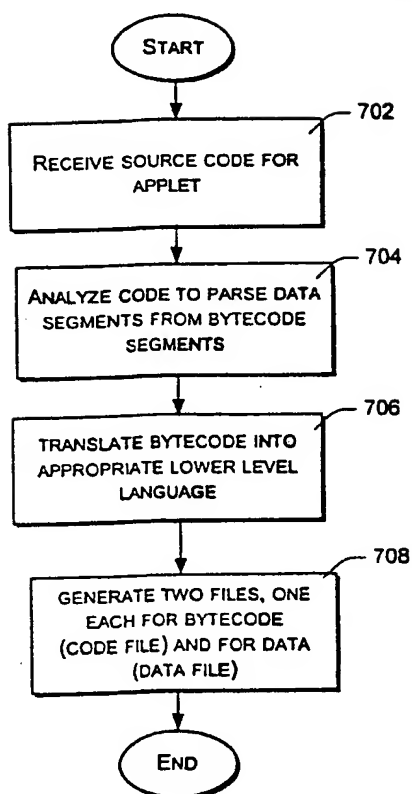 START
702
RECEIVE SOURCE CODE FOR
APPLET
704
ANALYZE CODE TO PARSE DATA
SEGMENTS FROM BYTECODE
SEGMENTS
706
TRANSLATE BYTECODE INTO
APPROPRIATE LOWER LEVEL
LANGUAGE
708
GENERATE TWO FILES, ONE
EACH FOR BYTECODE
(CODE FILE) AND FOR DATA
(DATA FILE)
END